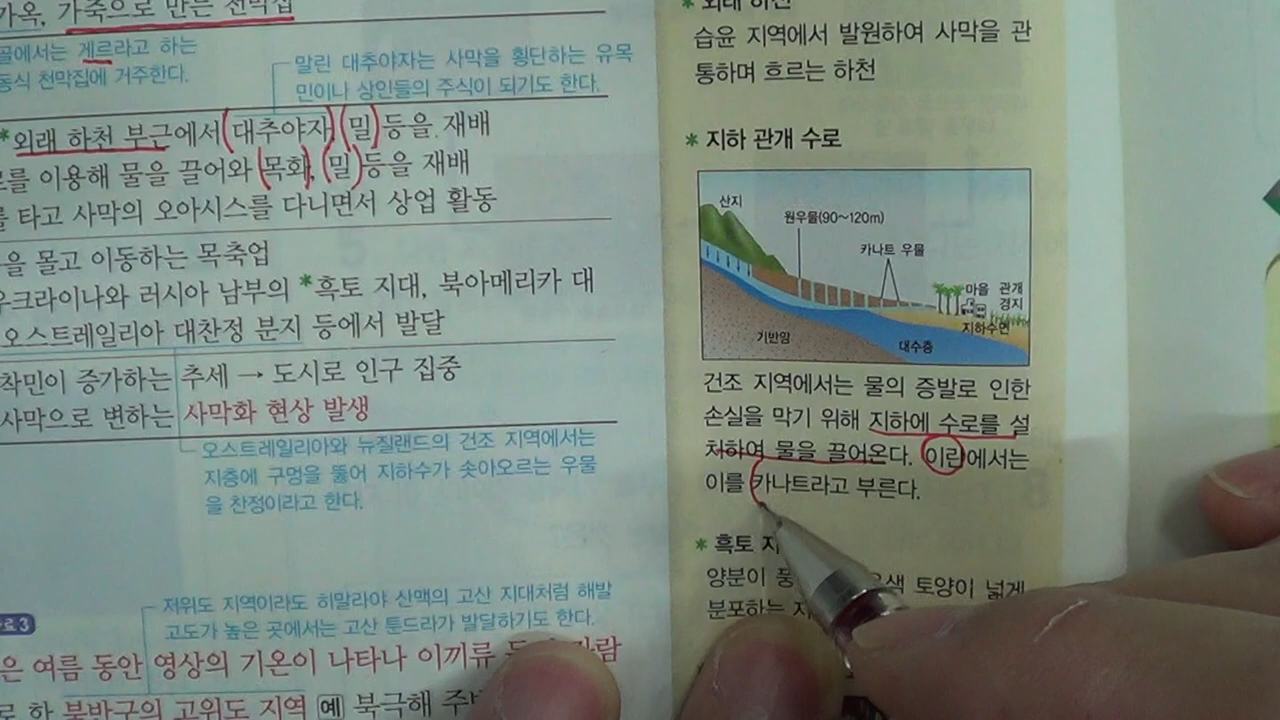 가옥, 가죽으로 만든 천막집
골에서는 게르라고 하는
동식 천막집에 거주한다.
말린 대추야자는 사막을 횡단하는 유목
민이나 상인들의 주식이 되기도 한다.
*외래 하천 부근에서 (대추야자) (밀) 등을 재배
로를 이용해 물을 끌어와 (목화), (밀) 등을 재배
를 타고 사막의 오아시스를 다니면서 상업 활동
을 몰고 이동하는 목축업
우크라이나와 러시아 남부의 *흑토 지대, 북아메리카 대
오스트레일리아 대찬정 분지 등에서 발달
착민이 증가하는 추세 → 도시로 인구 집중
사막으로 변하는 사막화 현상 발생
오스트레일리아와 뉴질랜드의 건조 지역에서는
지층에 구멍을 뚫어 지하수가 솟아오르는 우물
을 찬정이라고 한다.
저위도 지역이라도 히말라야 산맥의 고산 지대처럼 해발
고도가 높은 곳에서는 고산 툰드라가 발달하기도 한다.
로 3
은 여름 동안 영상의 기온이 나타나 이끼류
로 한 북반구의 고위도 지역 예 북극해
* 외래 하천
습윤 지역에서 발원하여 사막을 관
통하며 흐르는 하천
* 지하 관개 수로
산지
원우물(90~120m)
카나트 우물
마을 관개
경지
지하수면
기반암
대수층
건조 지역에서는 물의 증발로 인한
손실을 막기 위해 지하에 수로를 설
치하여 물을 끌어온다. 이란에서는
이를 카나트라고 부른다.
* 흑토
양분이 토양이 넓게
분포하는